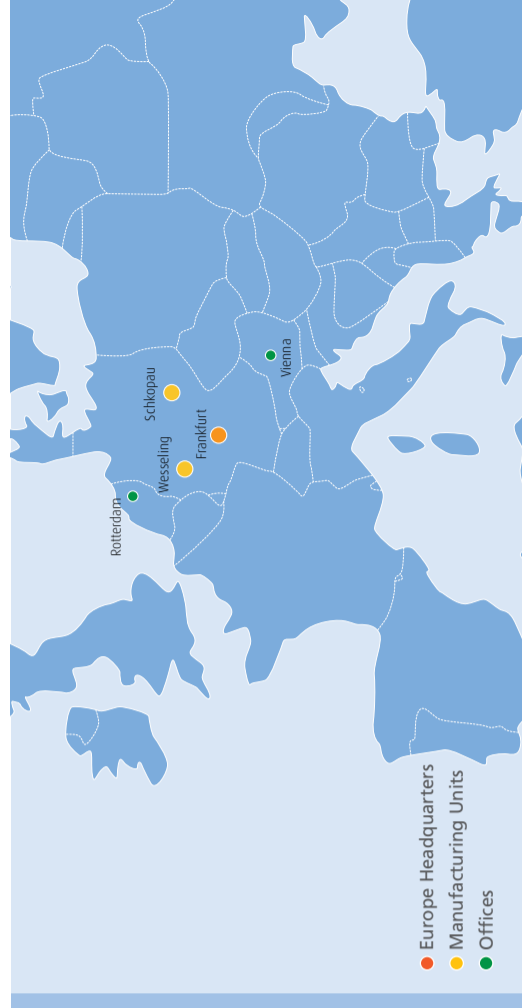 Rotterdam
Schkopau
Wesseling
Frankfurt
Vienna
Europe Headquarters
Manufacturing Units
Offices